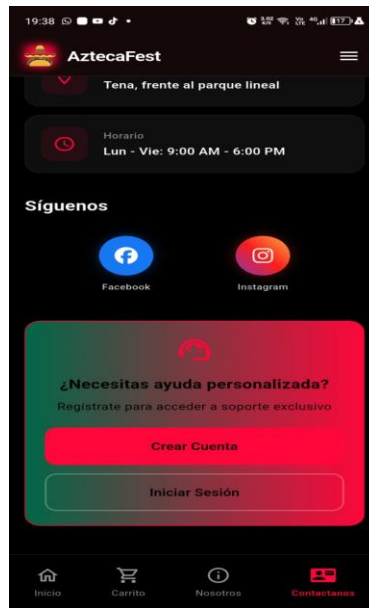 19:38
AztecaFest
Tena, frente al parque lineal
Horario
Lun - Vie: 9:00 AM - 6:00 PM
Síguenos
Facebook
Instagram
¿Necesitas ayuda personalizada?
Regístrate para acceder a soporte exclusivo
Crear Cuenta
Iniciar Sesión
Inicio
Carrito
Nosotros
Contactanos